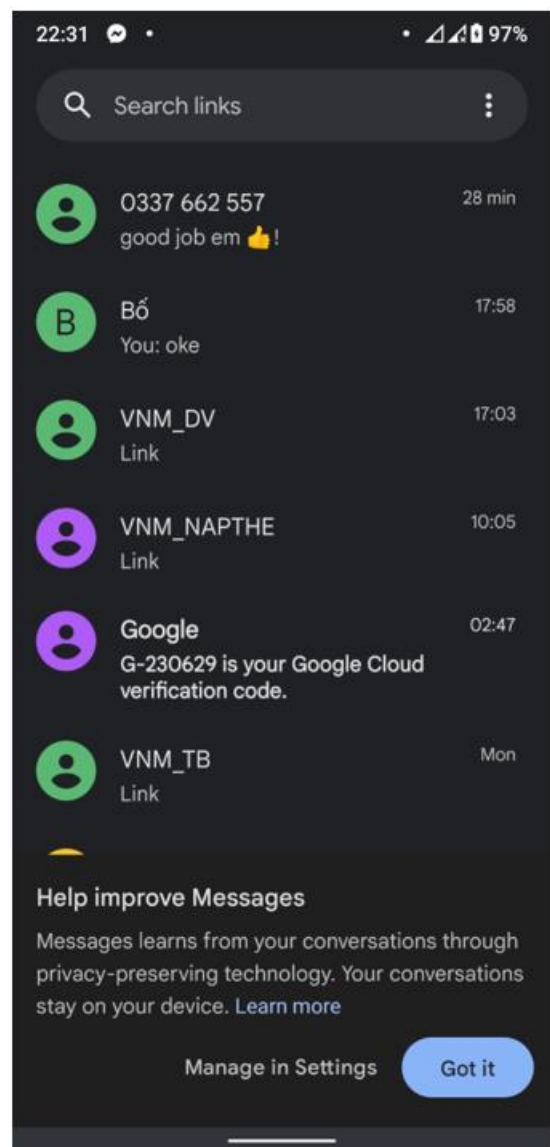 22:31 97%
Search links
0337 662 557 28 min
good job em 👍!
B Bố 17:58
You: oke
VNM_DV 17:03
Link
VNM_NAPTHE 10:05
Link
Google 02:47
G-230629 is your Google Cloud
verification code.
VNM_TB Mon
Link
Help improve Messages
Messages learns from your conversations through
privacy-preserving technology. Your conversations
stay on your device. Learn more
Manage in Settings Got it